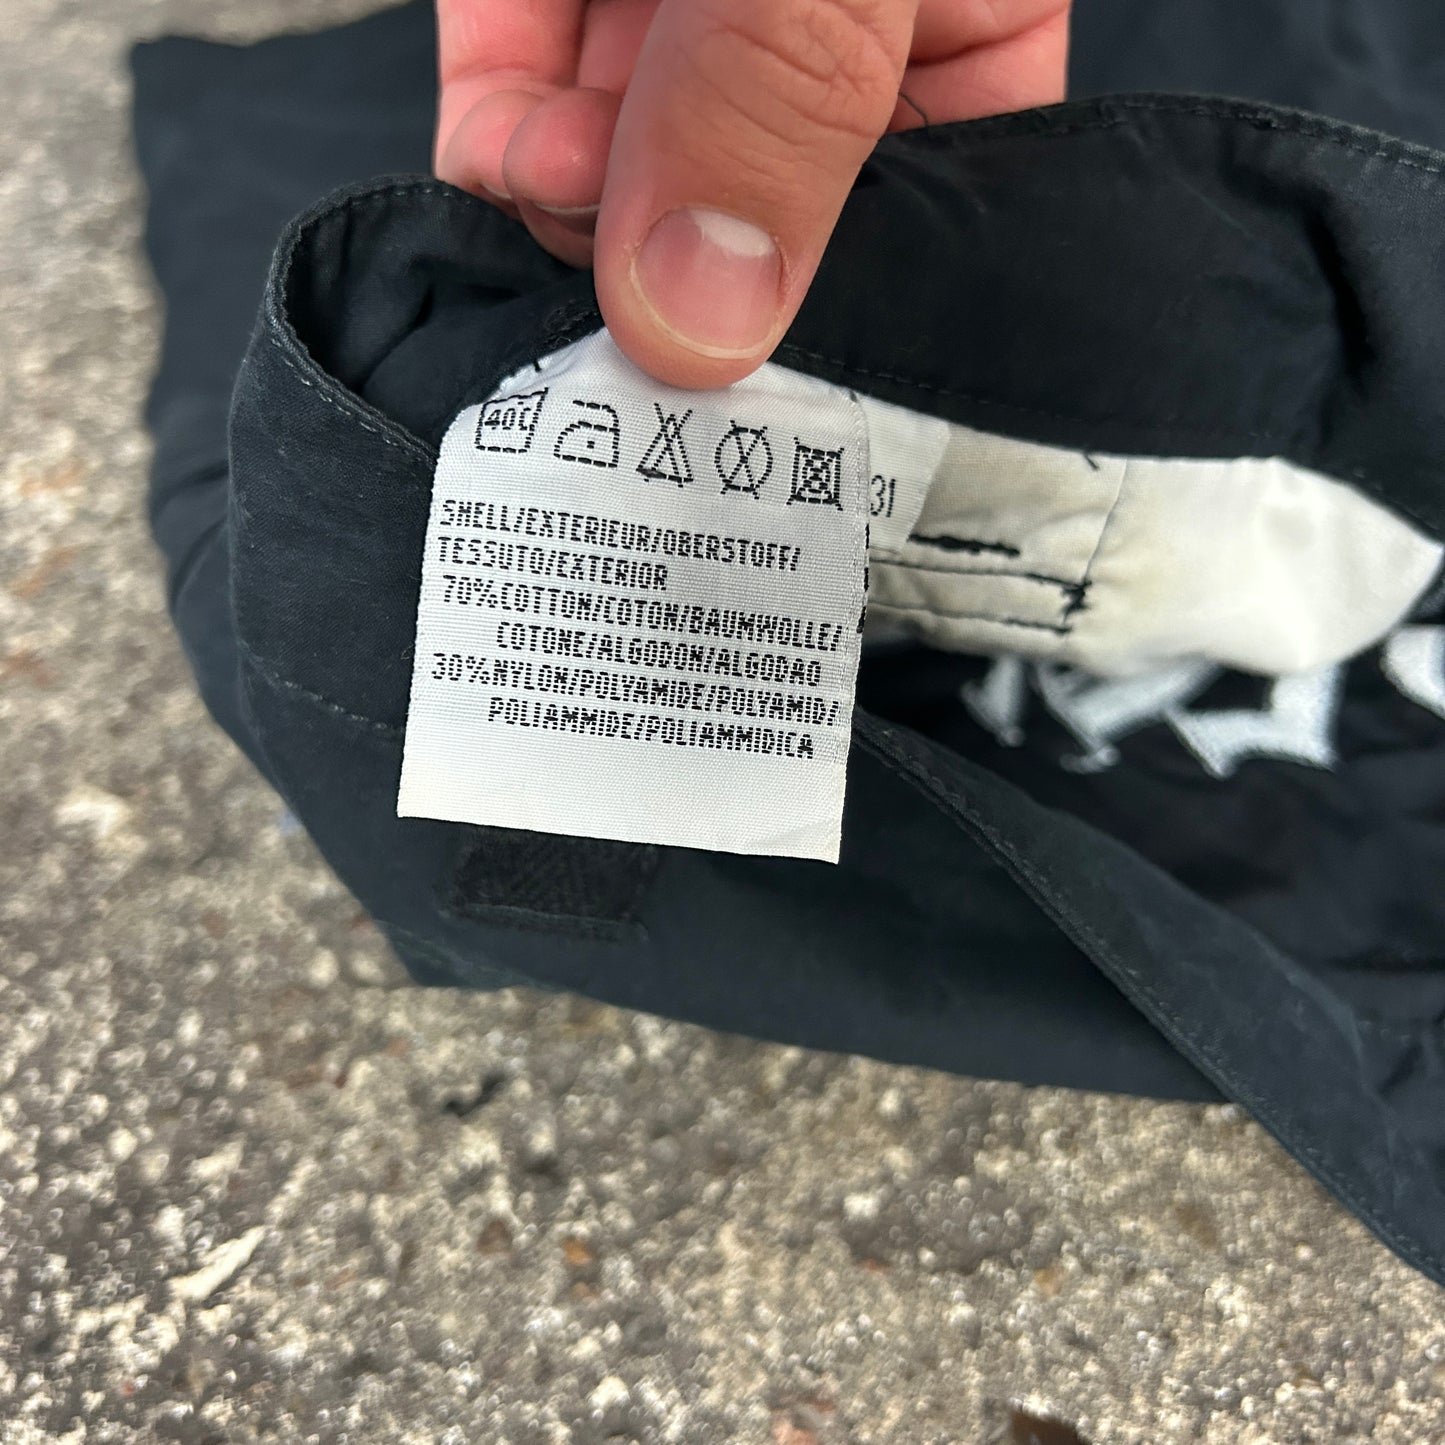 40C
31
SHELL/EXTERIEUR/OBERSTOFF/
TESSUTO/EXTERIOR
70%COTTON/COTON/BAUMWOLLE/
COTONE/ALGODON/ALGODAO
30%NYLON/POLYAMIDE/POLYAMID/
POLIAMMIDE/POLIAMMIDICA